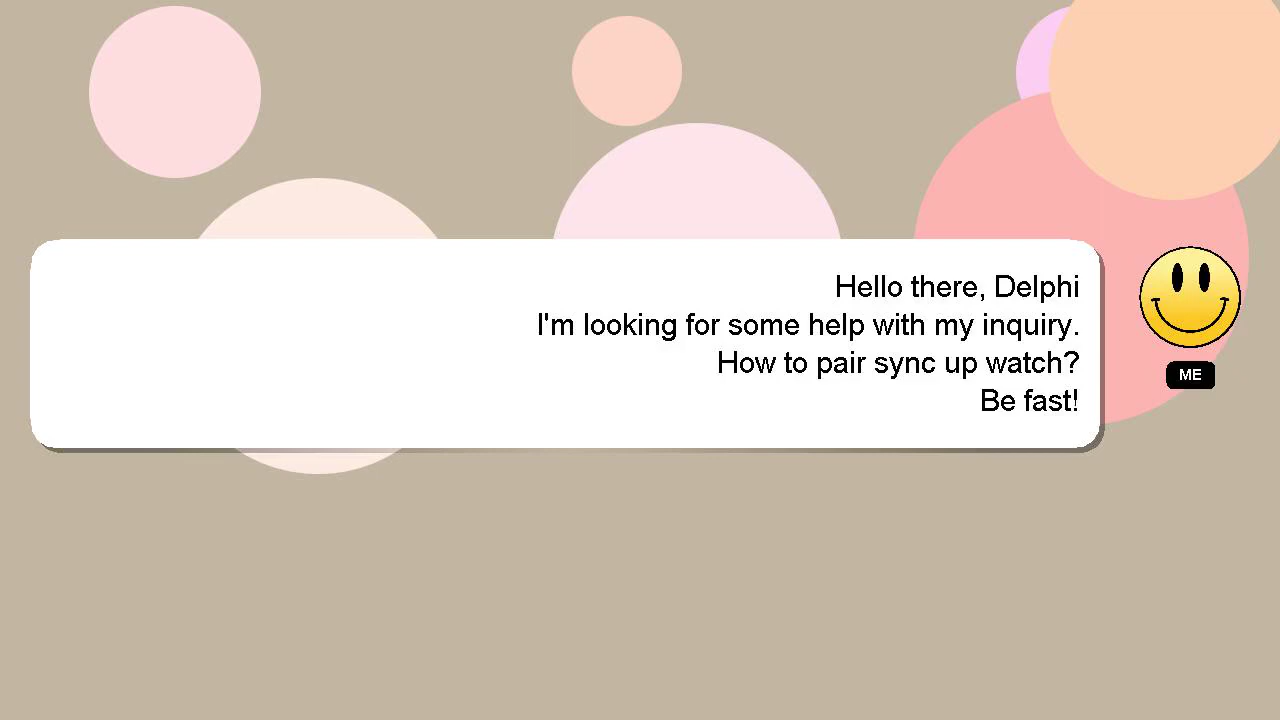 Hello there, Delphi
I'm looking for some help with my inquiry.
How to pair sync up watch?
Be fast!
ME